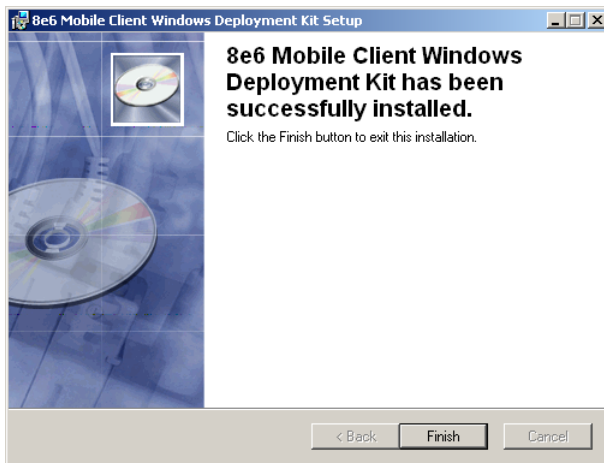 8e6 Mobile Client Windows Deployment Kit Setup
8e6 Mobile Client Windows
Deployment Kit has been
successfully installed.
Click the Finish button to exit this installation.
< Back
Finish
Cancel